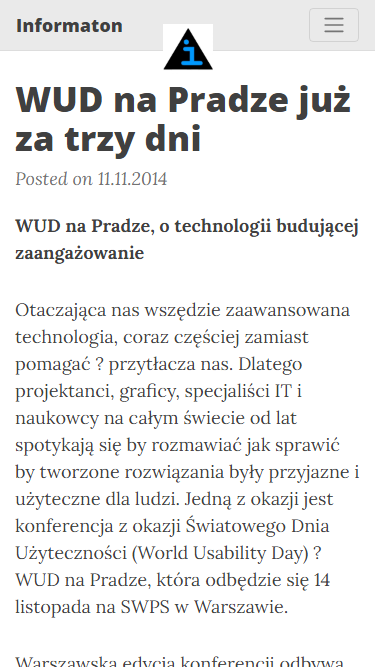 Informaton
i
WUD na Pradze już
za trzy dni
Posted on 11.11.2014
WUD na Pradze, o technologii budującej
zaangażowanie
Otaczająca nas wszędzie zaawansowana
technologia, coraz częściej zamiast
pomagać ? przytłacza nas. Dlatego
projektanci, graficy, specjaliści IT i
naukowcy na całym świecie od lat
spotykają się by rozmawiać jak sprawić
by tworzone rozwiązania były przyjazne i
użyteczne dla ludzi. Jedną z okazji jest
konferencja z okazji Światowego Dnia
Użyteczności (World Usability Day) ?
WUD na Pradze, która odbędzie się 14
listopada na SWPS w Warszawie.
Warszawska edycja konferencji odbywa